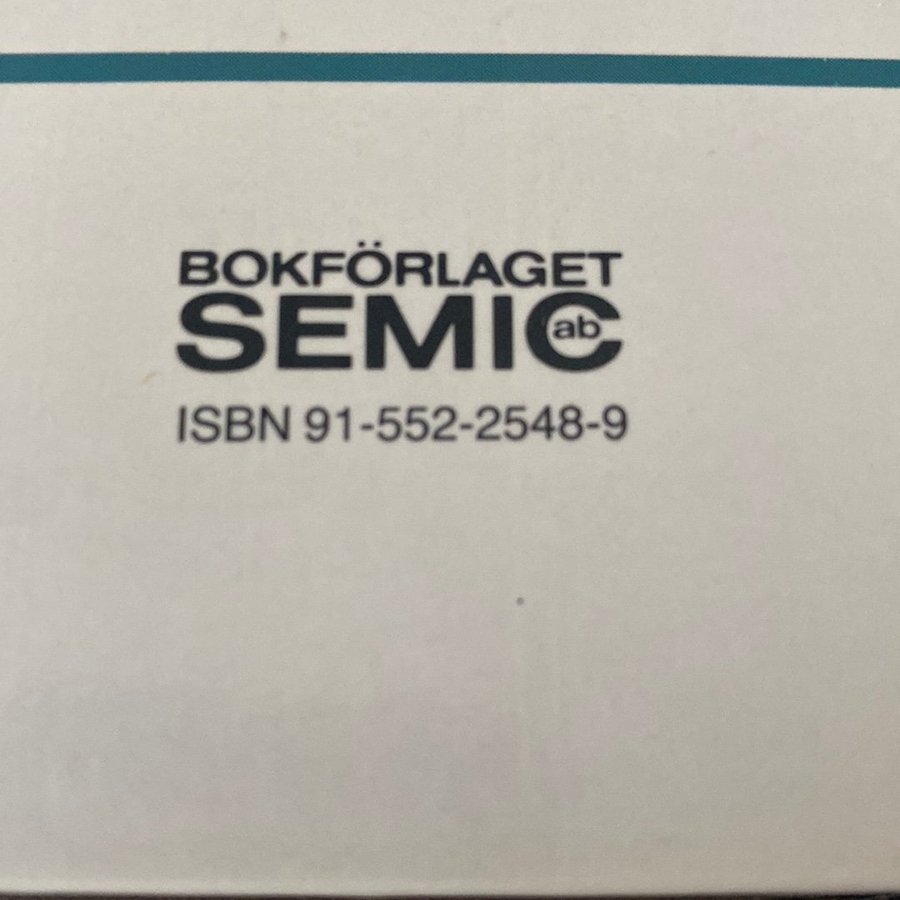 BOKFÖRLAGET
SEMIC ab
ISBN 91-552-2548-9